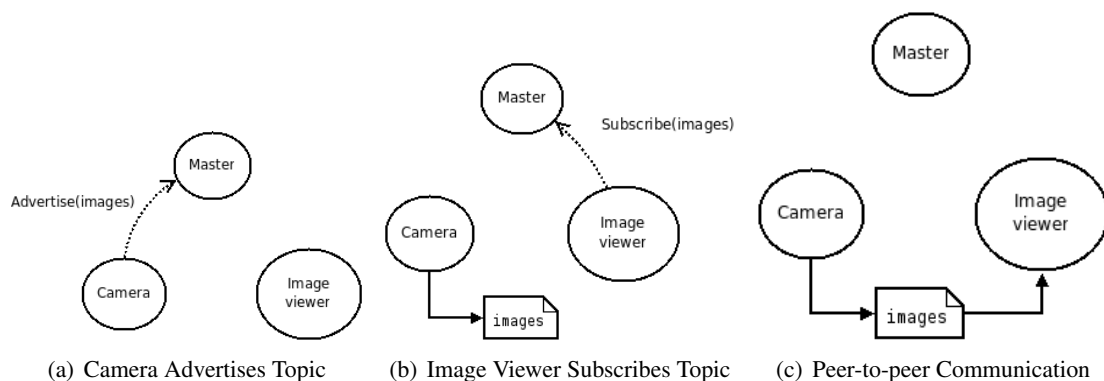 Master
Advertise(images)
Camera
Image
viewer
(a) Camera Advertises Topic
Master
Subscribe(images)
Camera
Image
viewer
images
(b) Image Viewer Subscribes Topic
Master
Camera
Image
viewer
images
(c) Peer-to-peer Communication